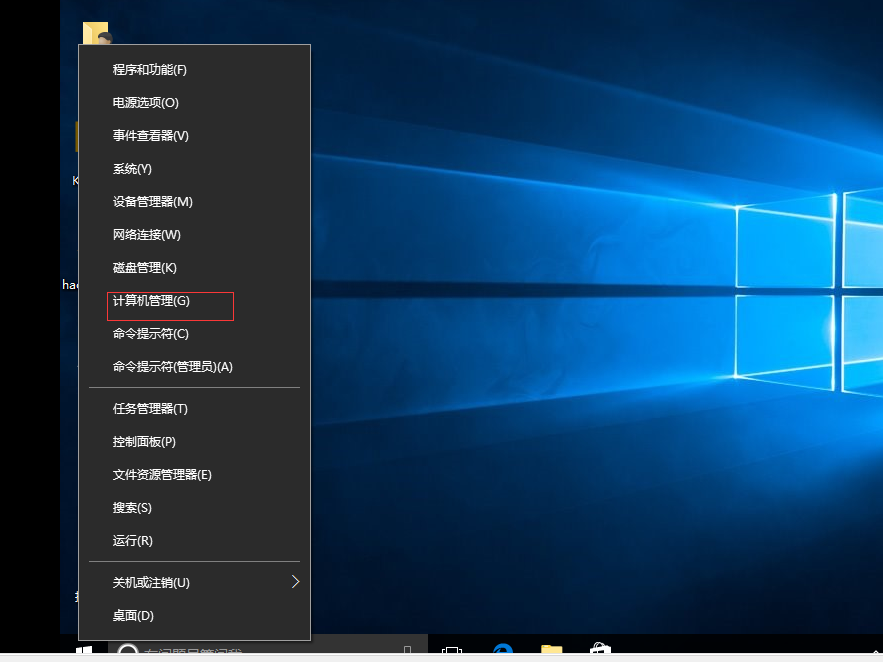 程序和功能(F)
电源选项(O)
事件查看器(V)
系统(Y)
设备管理器(M)
网络连接(W)
磁盘管理(K)
计算机管理(G)
命令提示符(C)
命令提示符(管理员)(A)
任务管理器(T)
控制面板(P)
文件资源管理器(E)
搜索(S)
运行(R)
关机或注销(U)
桌面(D)